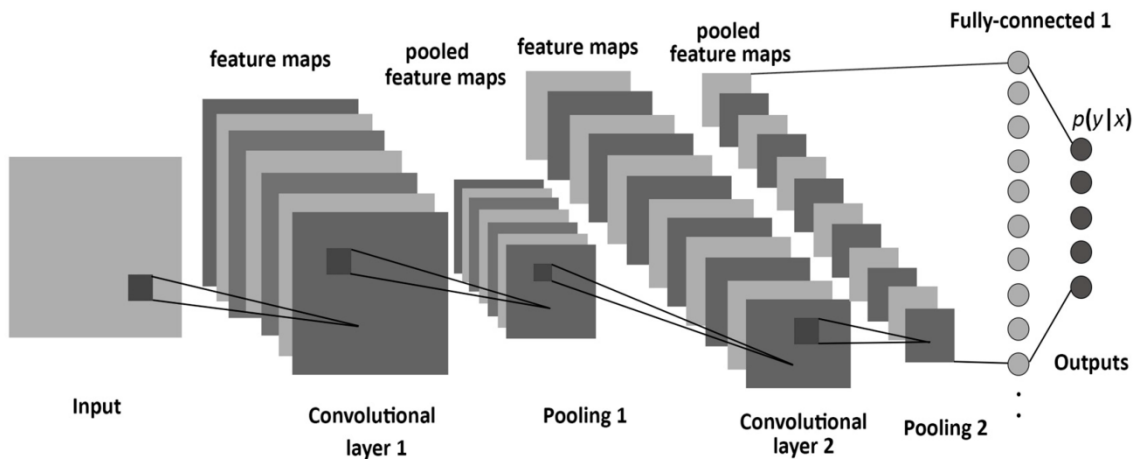 Fully-connected 1
feature maps
pooled
feature maps
feature maps
pooled
feature maps
p(y|x)
Input
Convolutional
layer 1
Pooling 1
Convolutional
layer 2
Pooling 2
Outputs